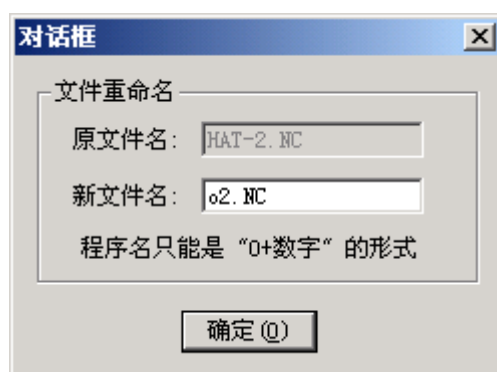 对话框
文件重命名
原文件名: HAT-2.NC
新文件名: o2.NC
程序名只能是“O+数字”的形式
确定(O)